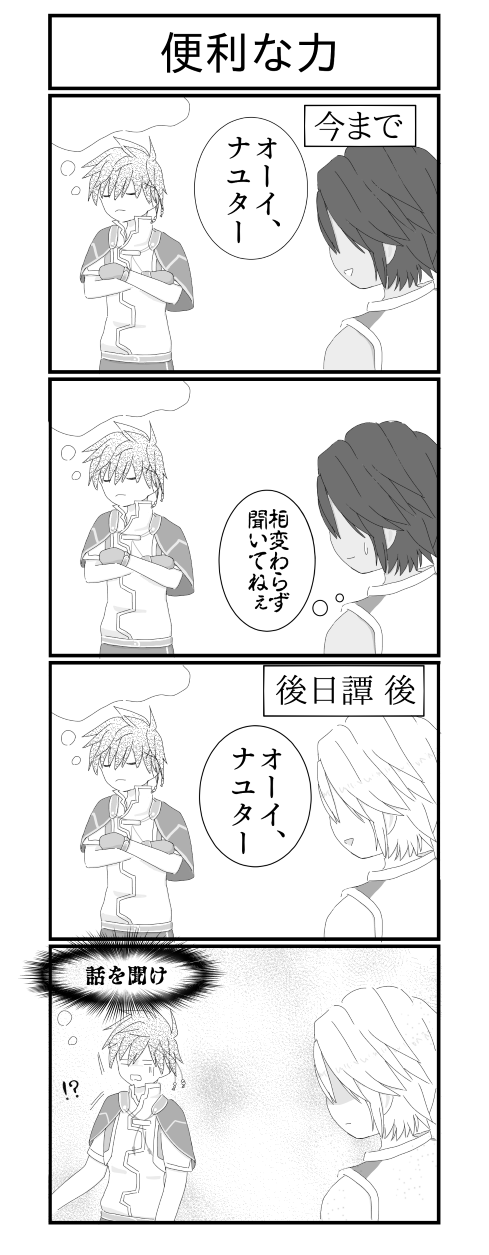 便利な力
今まで
オーイ、
ナユター
相変わらず
聞いてねぇ
後日譚 後
オーイ、
ナユター
話を聞け
!?